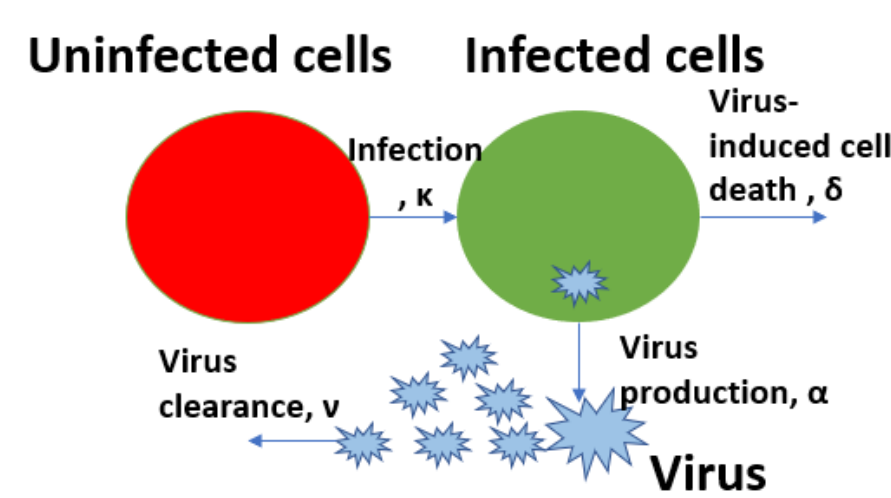 Uninfected cells
Infected cells
Infection
, κ
Virus-
induced cell
death , δ
Virus
clearance, ν
Virus
production, α
Virus